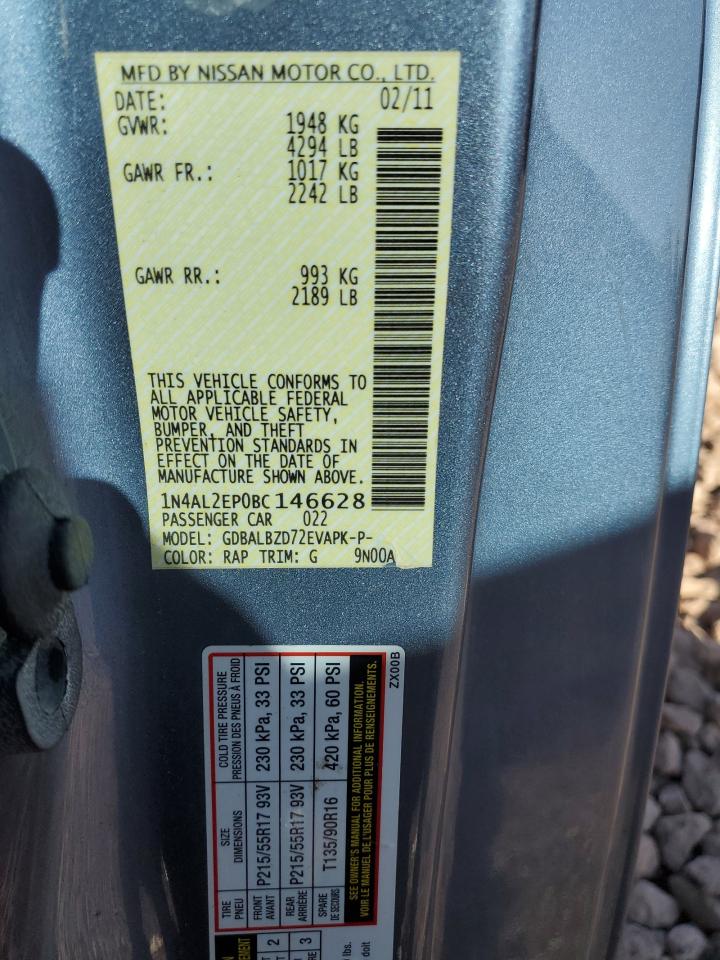 MFD BY NISSAN MOTOR CO., LTD.
DATE: 02/11
GVWR: 1948 KG
4294 LB
GAWR FR.: 1017 KG
2242 LB
GAWR RR.: 993 KG
2189 LB
THIS VEHICLE CONFORMS TO
ALL APPLICABLE FEDERAL
MOTOR VEHICLE SAFETY,
BUMPER, AND THEFT
PREVENTION STANDARDS IN
EFFECT ON THE DATE OF
MANUFACTURE SHOWN ABOVE.
1N4AL2EP0BC146628
PASSENGER CAR 022
MODEL: GDBALBZD72EVAPK-P-
COLOR: RAP TRIM: G 9N00A
TIRE SIZE COLD TIRE PRESSURE
PNEU DIMENSIONS PRESSION DES PNEUS À FROID
FRONT AVANT P215/55R17 93V 230 kPa, 33 PSI
REAR ARRIÈRE P215/55R17 93V 230 kPa, 33 PSI
SPARE DE SECOURS T135/90R16 420 kPa, 60 PSI
SEE OWNER'S MANUAL FOR ADDITIONAL INFORMATION.
VOIR LE MANUEL DE L'USAGER POUR PLUS DE RENSEIGNEMENTS.
ZX00B
2
3
lbs.
doit